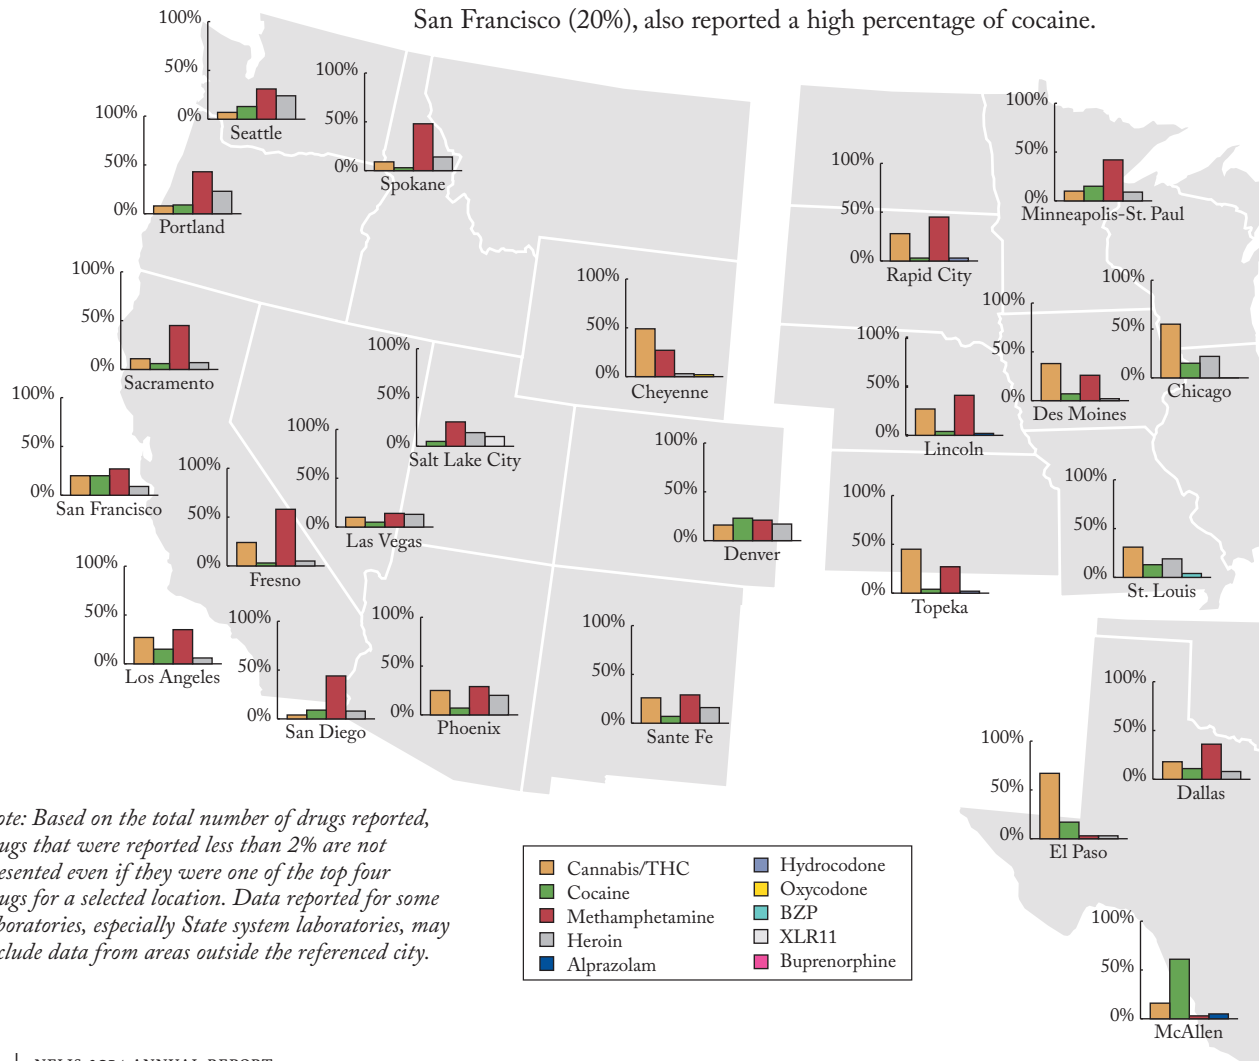 San Francisco (20%), also reported a high percentage of cocaine.
100%
50%
0%
Seattle
100%
50%
0%
Spokane
100%
50%
0%
Portland
100%
50%
0%
Minneapolis-St. Paul
100%
50%
0%
Rapid City
100%
50%
0%
Sacramento
100%
50%
0%
Cheyenne
100%
50%
0%
Chicago
100%
50%
0%
Des Moines
100%
50%
0%
Salt Lake City
100%
50%
0%
Lincoln
100%
50%
0%
San Francisco
100%
50%
0%
Fresno
100%
50%
0%
Las Vegas
100%
50%
0%
Denver
100%
50%
0%
Topeka
100%
50%
0%
St. Louis
100%
50%
0%
Los Angeles
100%
50%
0%
San Diego
100%
50%
0%
Phoenix
100%
50%
0%
Sante Fe
100%
50%
0%
Dallas
100%
50%
0%
El Paso
100%
50%
0%
McAllen
ote: Based on the total number of drugs reported,
ugs that were reported less than 2% are not
esented even if they were one of the top four
ugs for a selected location. Data reported for some
boratories, especially State system laboratories, may
clude data from areas outside the referenced city.
Cannabis/THC
Cocaine
Methamphetamine
Heroin
Alprazolam
Hydrocodone
Oxycodone
BZP
XLR11
Buprenorphine
ANNUAL REPORT